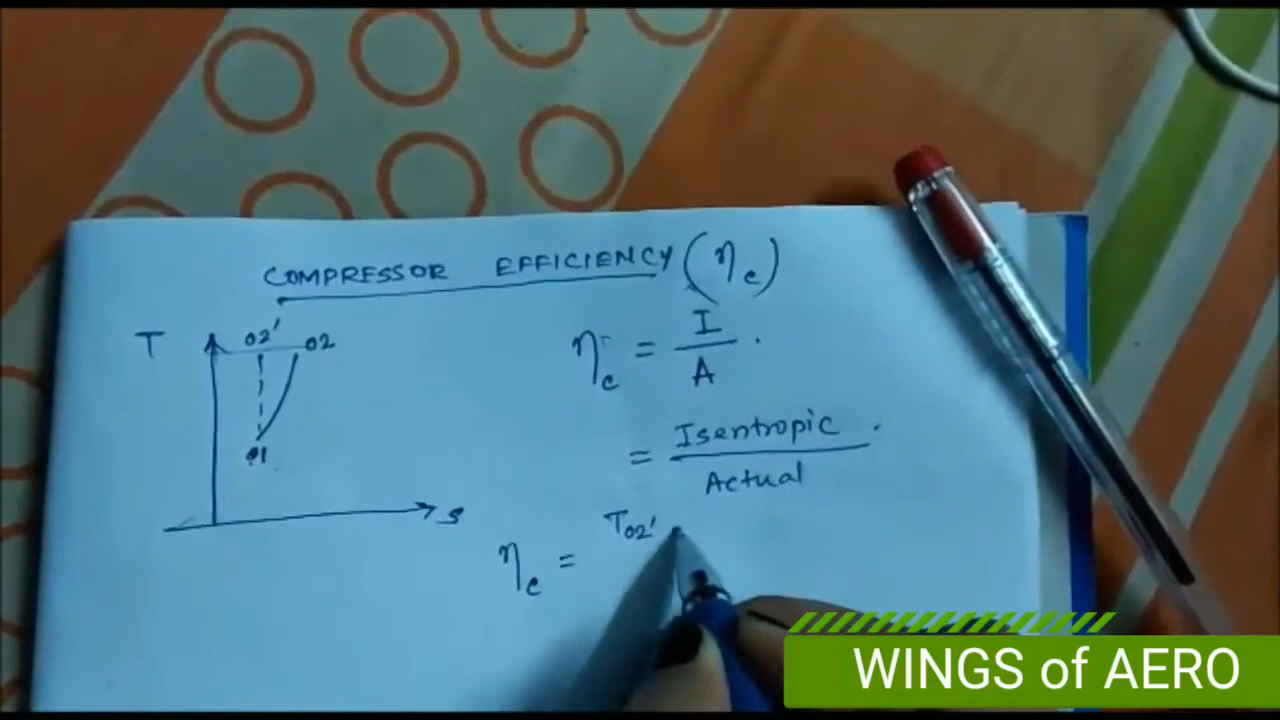 COMPRESSOR EFFICIENCY (ηc)
T
02' 02
01
s
ηc = I / A .
= Isentropic / Actual .
ηc = T02'
WINGS of AERO